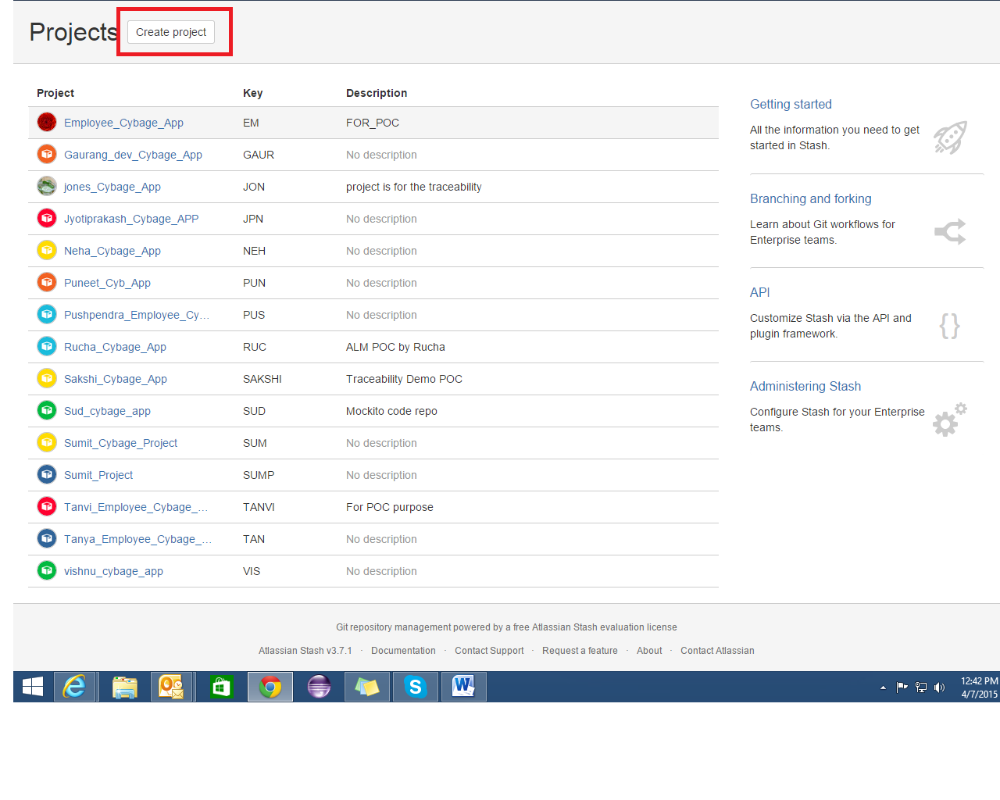 Projects Create project
Project Key Description
Employee_Cybage_App EM FOR_POC
Gaurang_dev_Cybage_App GAUR No description
jones_Cybage_App JON project is for the traceability
Jyotiprakash_Cybage_APP JPN No description
Neha_Cybage_App NEH No description
Puneet_Cyb_App PUN No description
Pushpendra_Employee_Cy... PUS No description
Rucha_Cybage_App RUC ALM POC by Rucha
Sakshi_Cybage_App SAKSHI Traceability Demo POC
Sud_cybage_app SUD Mockito code repo
Sumit_Cybage_Project SUM No description
Sumit_Project SUMP No description
Tanvi_Employee_Cybage_... TANVI For POC purpose
Tanya_Employee_Cybage_... TAN No description
vishnu_cybage_app VIS No description
Getting started
All the information you need to get
started in Stash.
Branching and forking
Learn about Git workflows for
Enterprise teams.
API
Customize Stash via the API and
plugin framework.
{}
Administering Stash
Configure Stash for your Enterprise
teams.
Git repository management powered by a free Atlassian Stash evaluation license
Atlassian Stash v3.7.1 · Documentation · Contact Support · Request a feature · About · Contact Atlassian
12:42 PM
4/7/2015